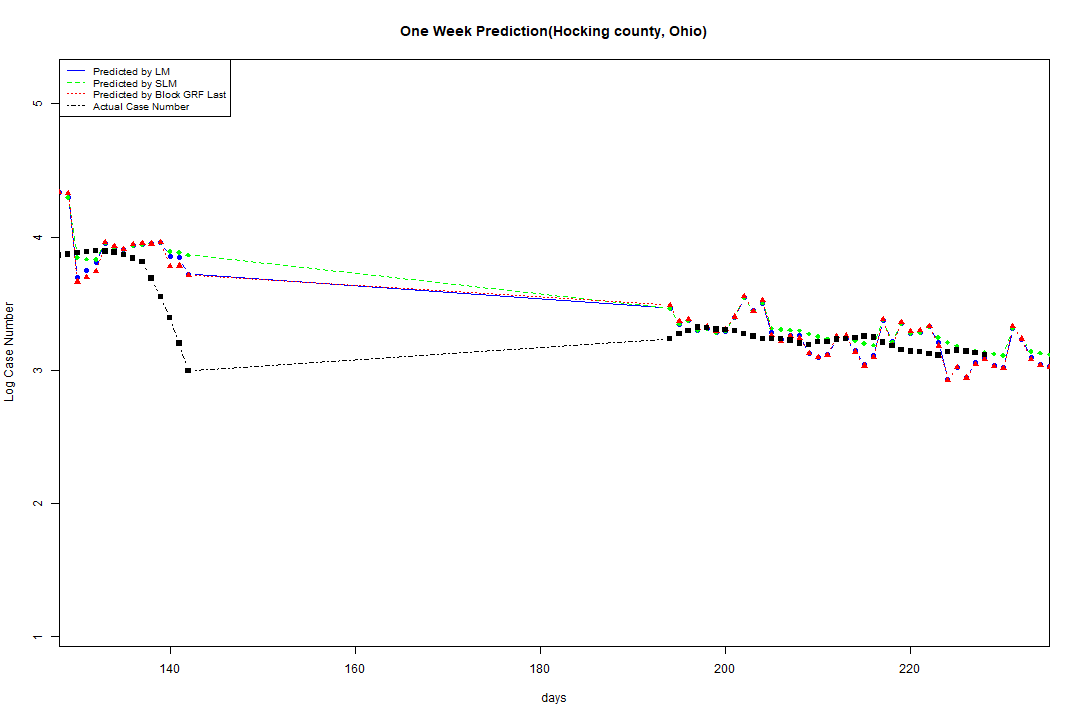 One Week Prediction(Hocking county, Ohio)
Predicted by LM
Predicted by SLM
Predicted by Block GRF Last
Actual Case Number
5
4
3
2
1
Log Case Number
140 160 180 200 220
days